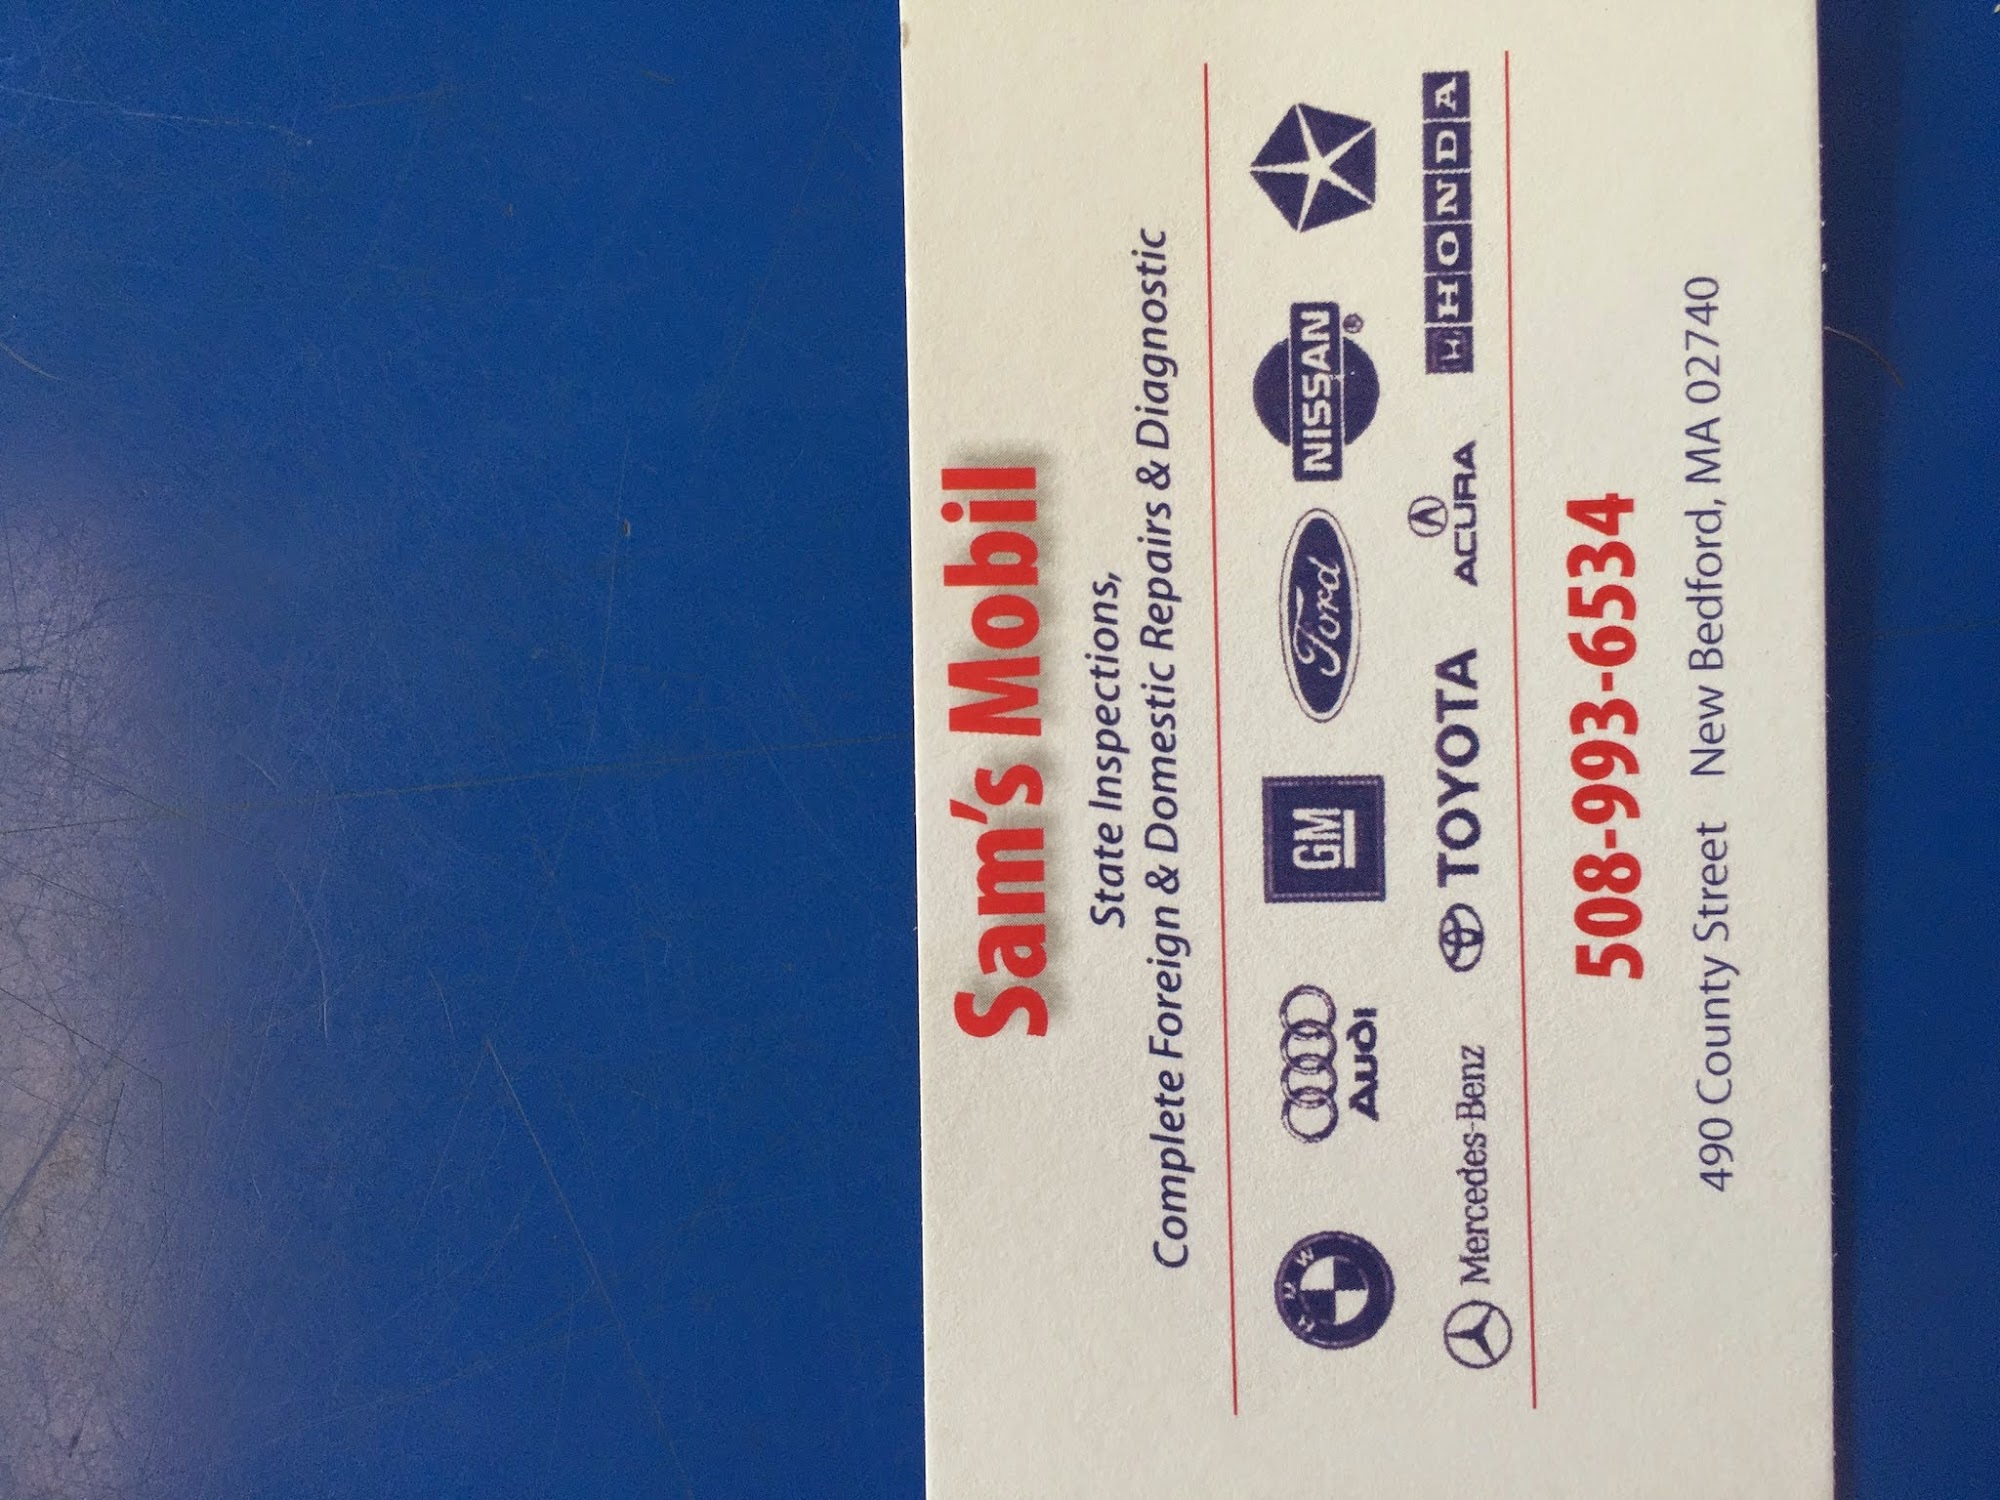 Sam's Mobil
State Inspections,
Complete Foreign & Domestic Repairs & Diagnostic
BMW Audi GM Ford NISSAN ®
Mercedes-Benz TOYOTA ACURA H HONDA
508-993-6534
490 County Street New Bedford, MA 02740